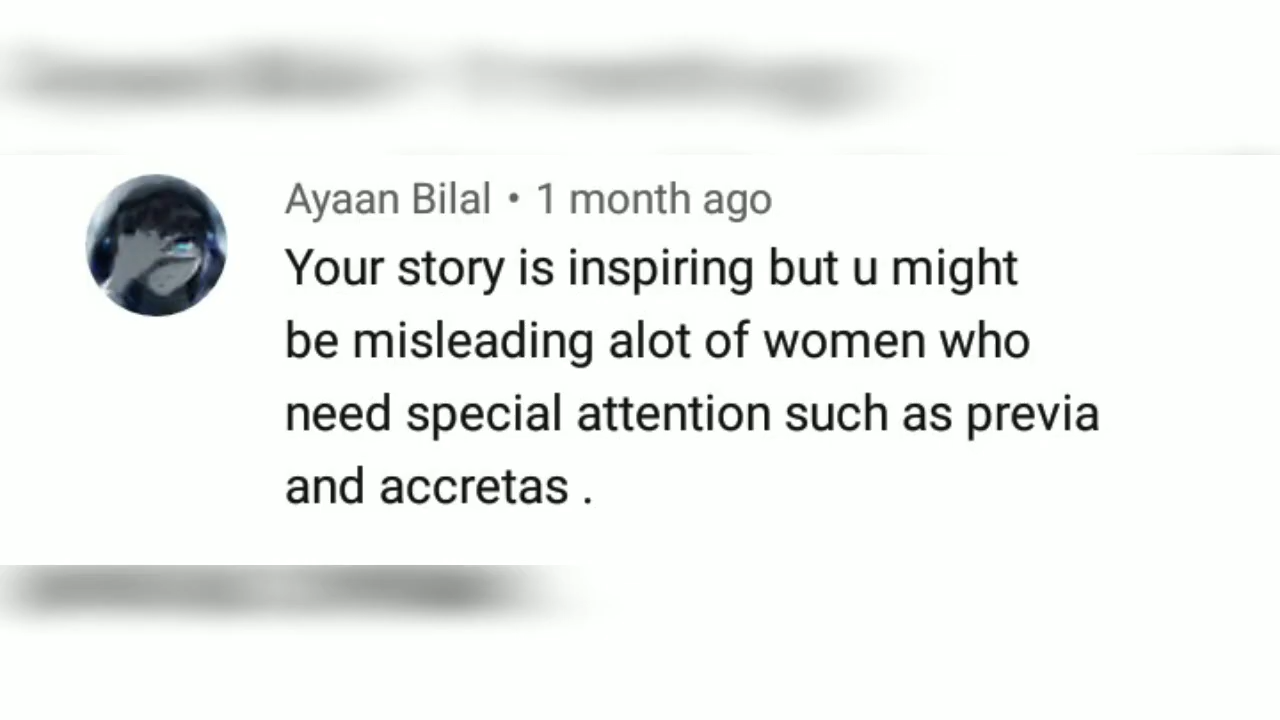 Ayaan Bilal • 1 month ago
Your story is inspiring but u might
be misleading alot of women who
need special attention such as previa
and accretas .